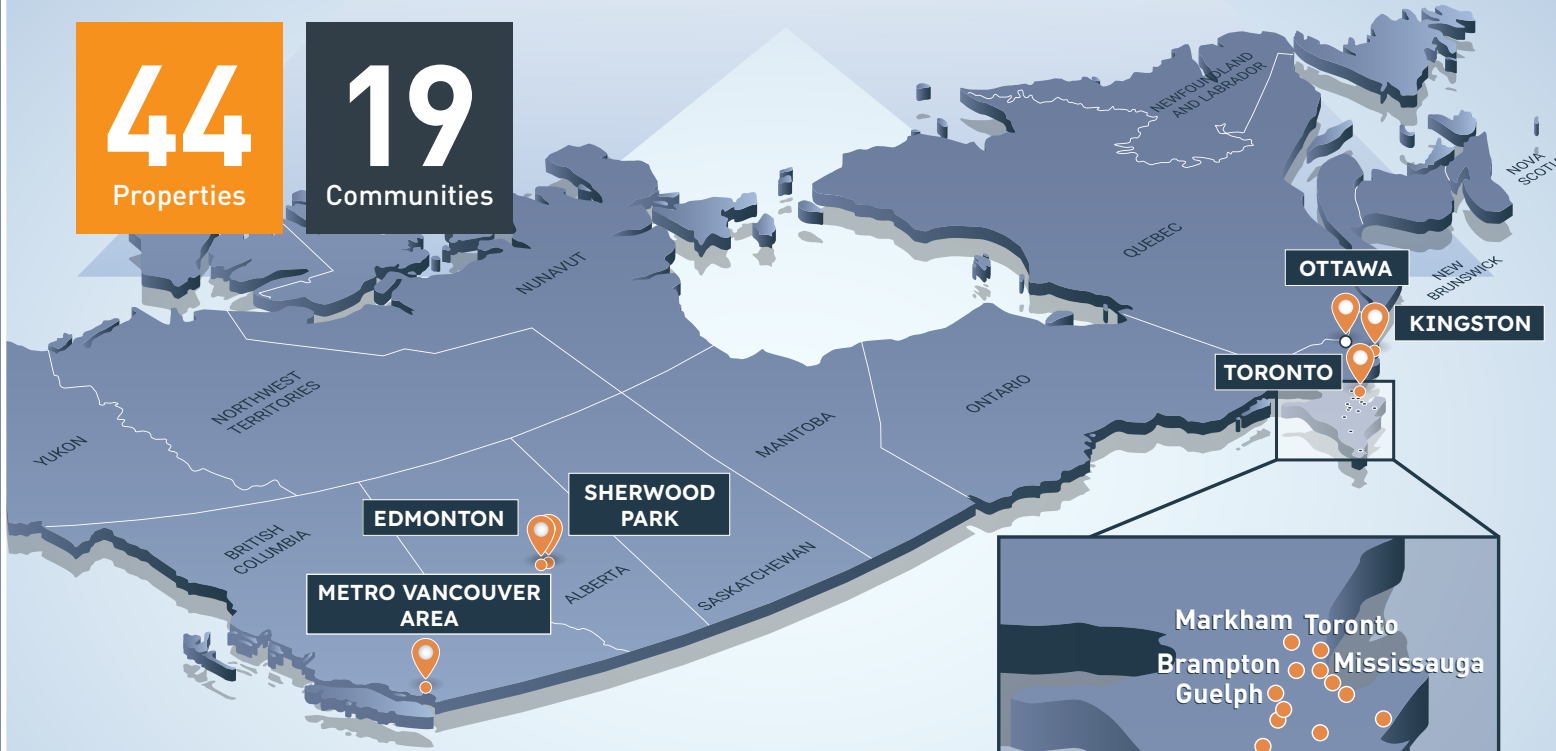 44
Properties
19
Communities
NEWFOUNDLAND
AND LABRADOR
NOVA
QUEBEC
NUNAVUT
NEW
BRUNSWICK
OTTAWA
KINGSTON
TORONTO
NORTHWEST
TERRITORIES
YUKON
ONTARIO
MANITOBA
EDMONTON
SHERWOOD
PARK
BRITISH
COLUMBIA
ALBERTA
SASKATCHEWAN
METRO VANCOUVER
AREA
Markham
Toronto
Brampton
Mississauga
Guelph